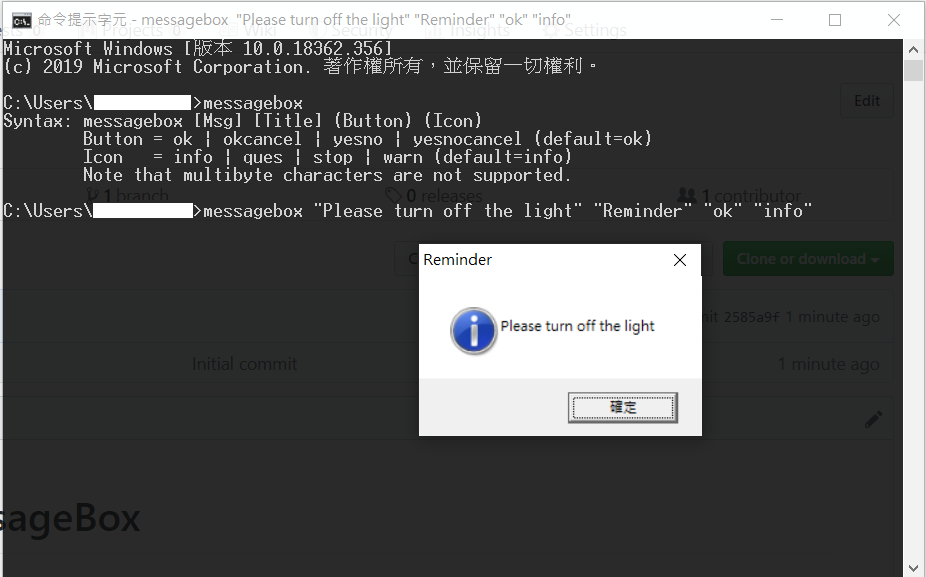 命令提示字元 - messagebox "Please turn off the light" "Reminder" "ok" "info"
Projects 0 Wiki Security Insights Settings
Microsoft Windows [版本 10.0.18362.356]
(c) 2019 Microsoft Corporation. 著作權所有，並保留一切權利。
Edit
C:\Users\ >messagebox
Syntax: messagebox [Msg] [Title] (Button) (Icon)
Button = ok | okcancel | yesno | yesnocancel (default=ok)
Icon = info | ques | stop | warn (default=info)
Note that multibyte characters are not supported.
1 branch 0 releases 1 contributor
C:\Users\ >messagebox "Please turn off the light" "Reminder" "ok" "info"
Clone or download
Reminder
2585a9f 1 minute ago
Please turn off the light
Initial commit 1 minute ago
確定
sageBox